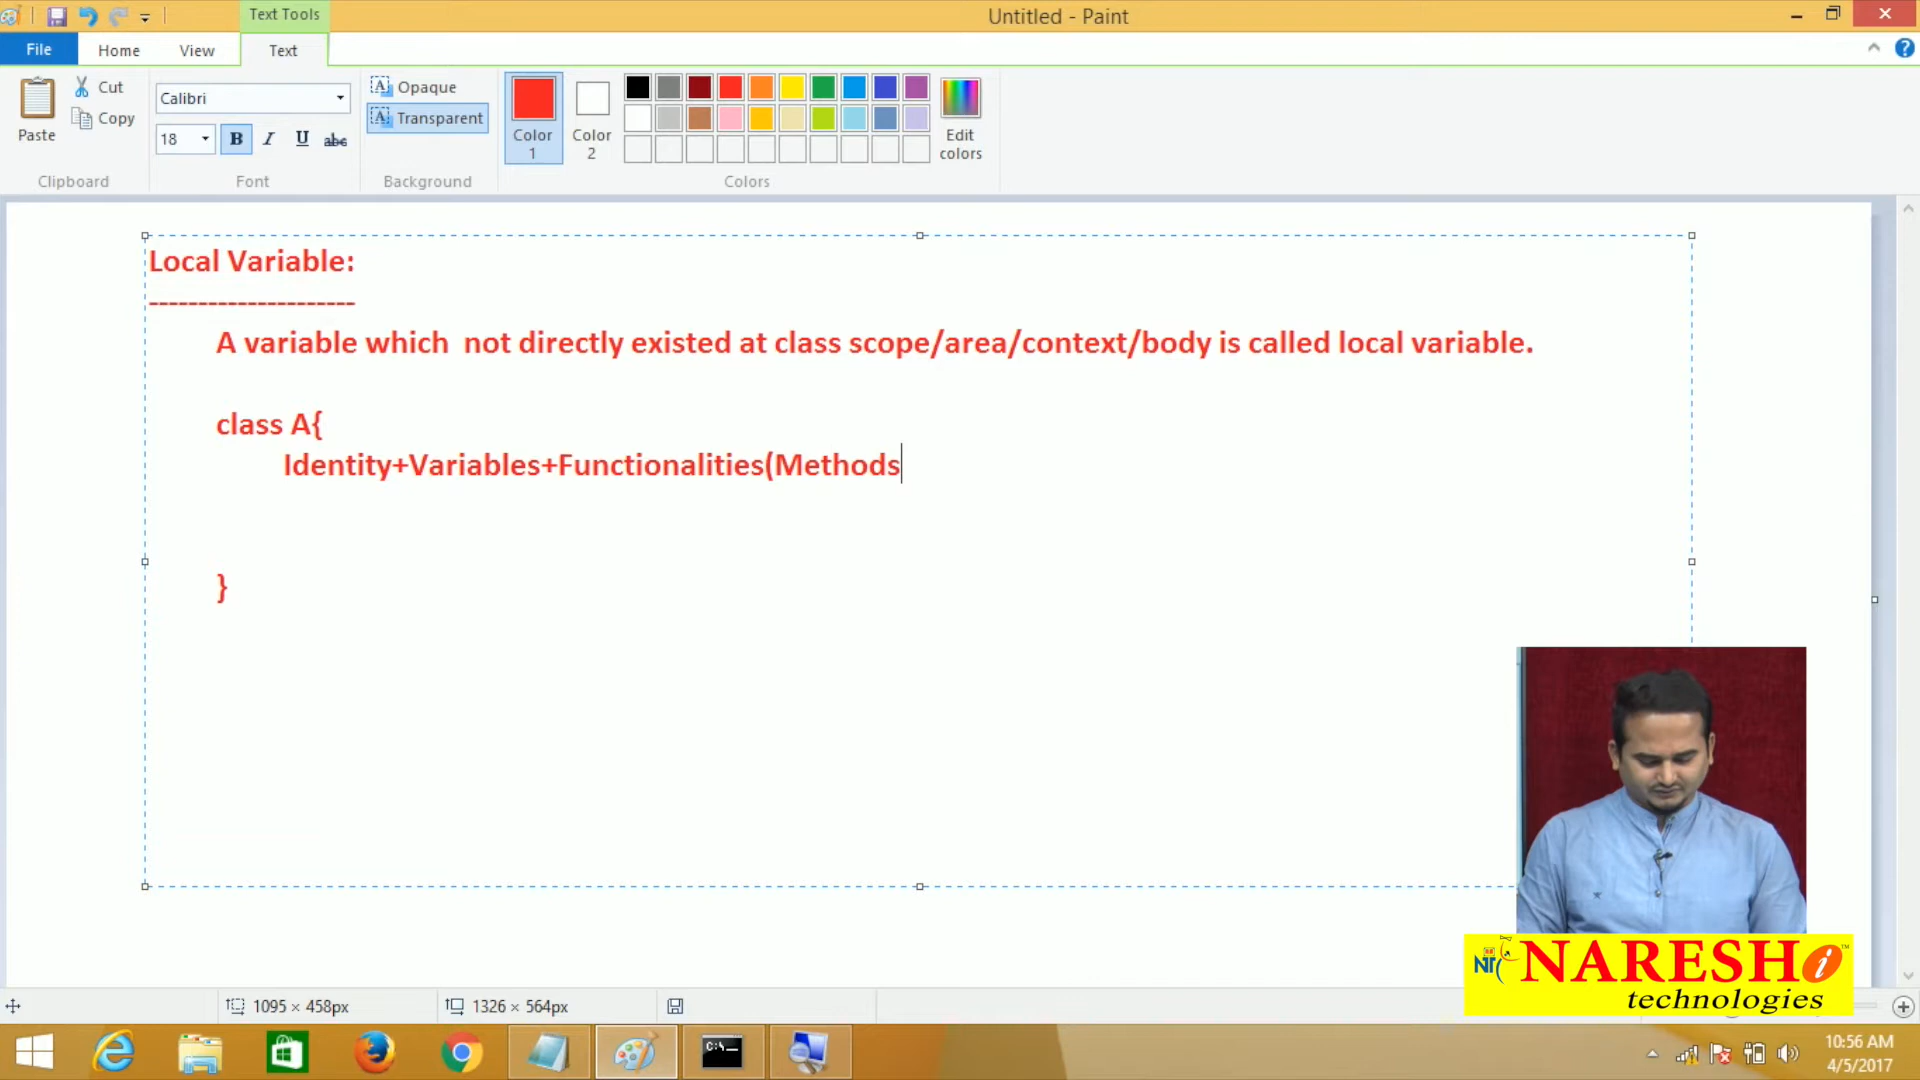 Text Tools
Untitled - Paint
File
Home
View
Text
Paste
Cut
Copy
Clipboard
Calibri
18
B I U abc
Font
Opaque
Transparent
Background
Color 1
Color 2
Edit colors
Colors
Local Variable:
---------------------
A variable which  not directly existed at class scope/area/context/body is called local variable.
class A{
Identity+Variables+Functionalities(Methods
}
NARESH i ™
technologies
1095 × 458px
1326 × 564px
10:56 AM
4/5/2017